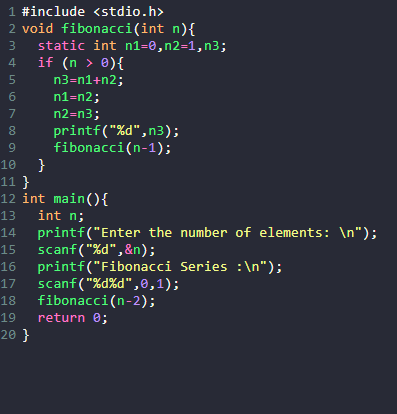 1 #include <stdio.h>
2 void fibonacci(int n){
3   static int n1=0,n2=1,n3;
4   if (n > 0){
5     n3=n1+n2;
6     n1=n2;
7     n2=n3;
8     printf("%d",n3);
9     fibonacci(n-1);
10   }
11 }
12 int main(){
13   int n;
14   printf("Enter the number of elements: \n");
15   scanf("%d",&n);
16   printf("Fibonacci Series :\n");
17   scanf("%d%d",0,1);
18   fibonacci(n-2);
19   return 0;
20 }